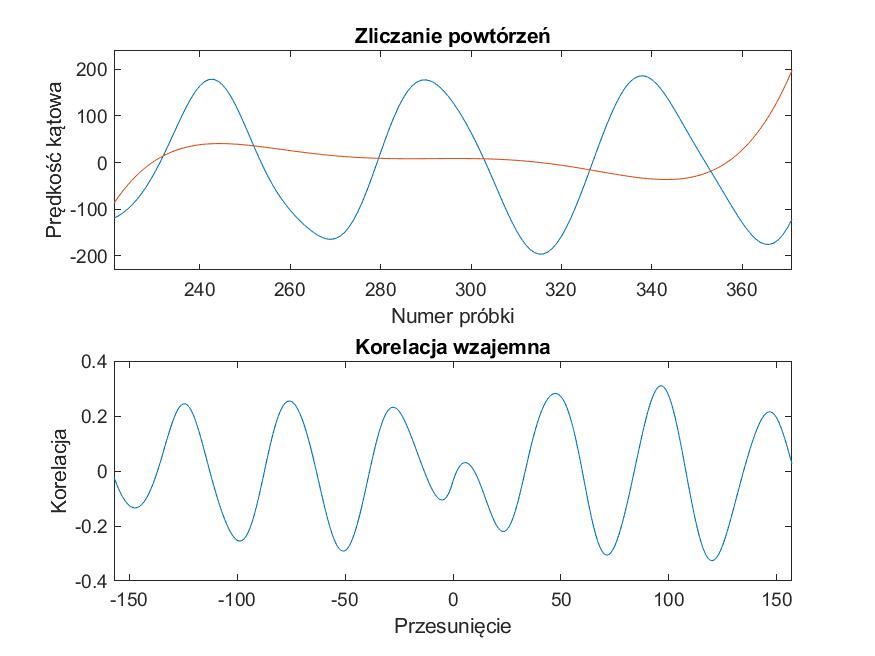 Zliczanie powtórzeń
200
100
0
-100
-200
Prędkość kątowa
240 260 280 300 320 340 360
Numer próbki
Korelacja wzajemna
0.4
0.2
0
-0.2
-0.4
Korelacja
-150 -100 -50 0 50 100 150
Przesunięcie